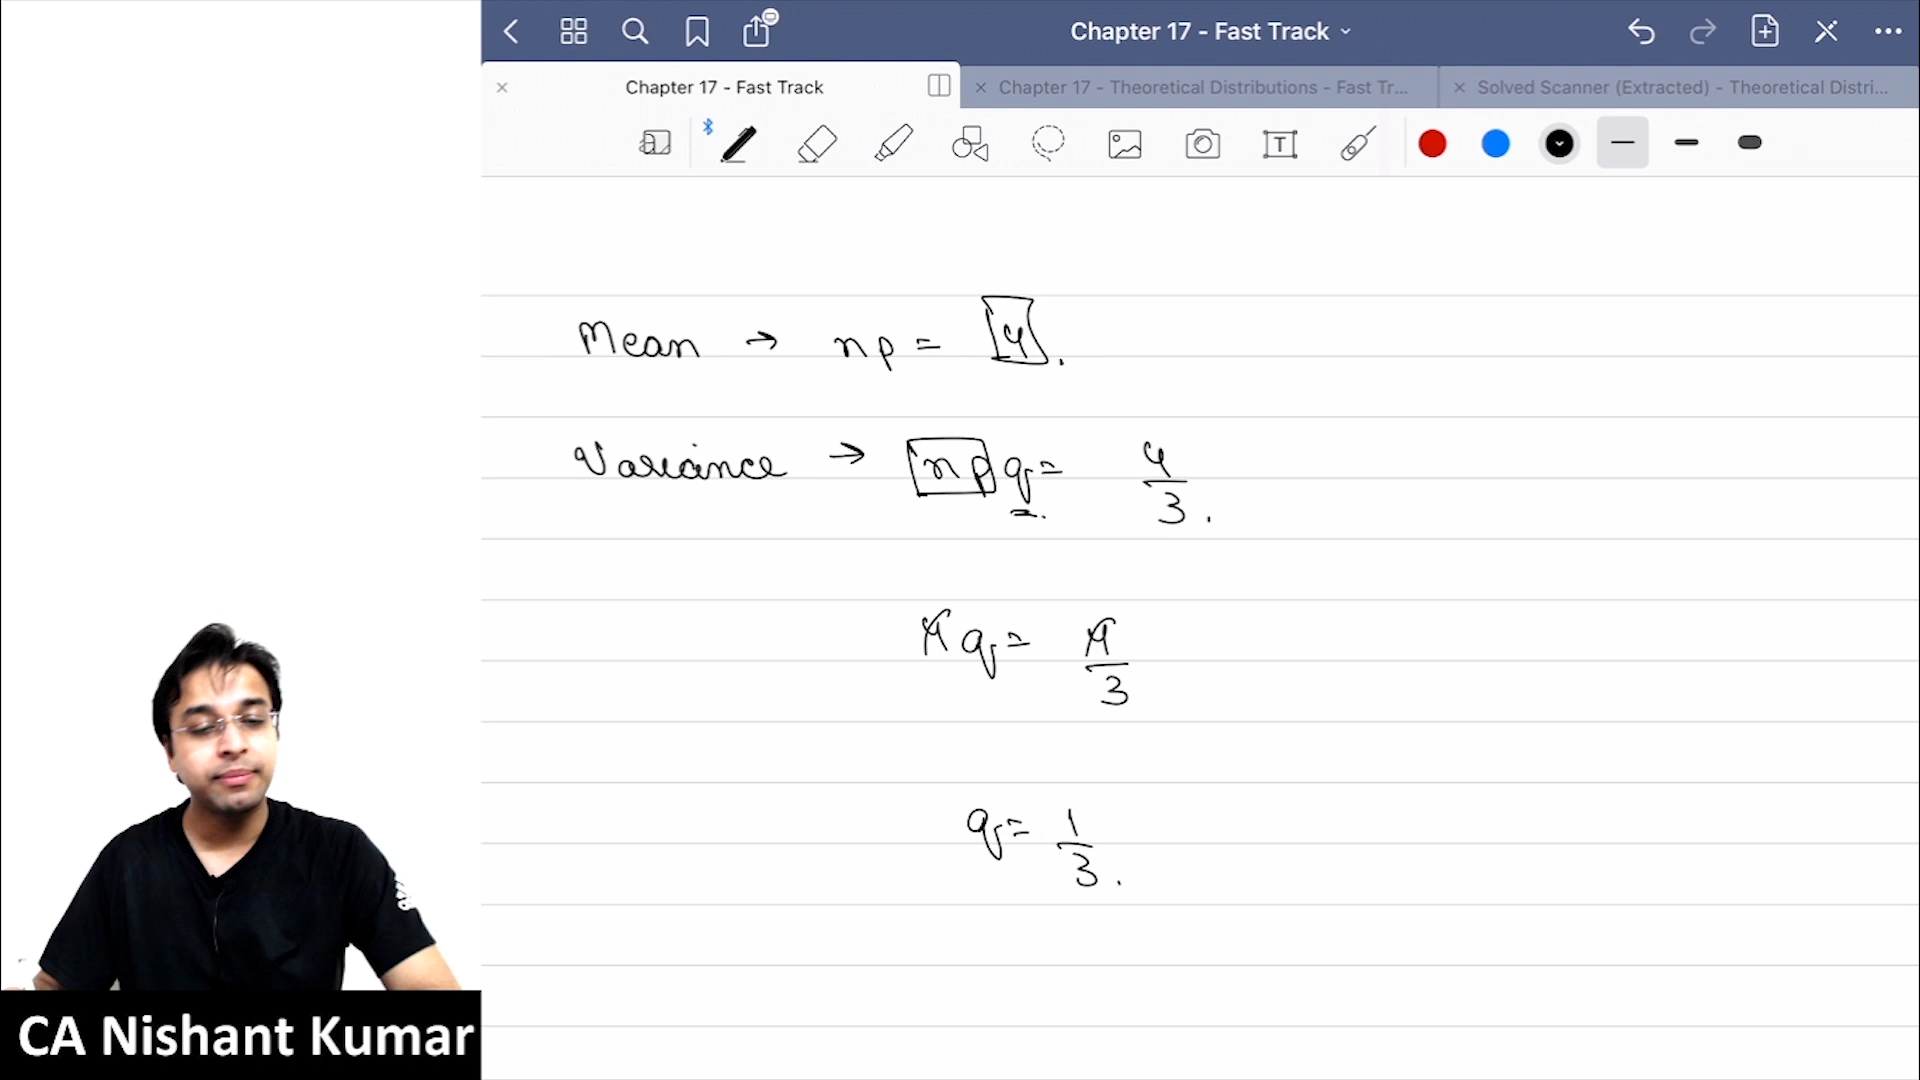 Chapter 17 - Fast Track
Chapter 17 - Fast Track
Chapter 17 - Theoretical Distributions - Fast Tr...
Solved Scanner (Extracted) - Theoretical Distri...
Mean → np = 4.
Variance → npq = 4/3.
4q = 4/3
q = 1/3.
CA Nishant Kumar